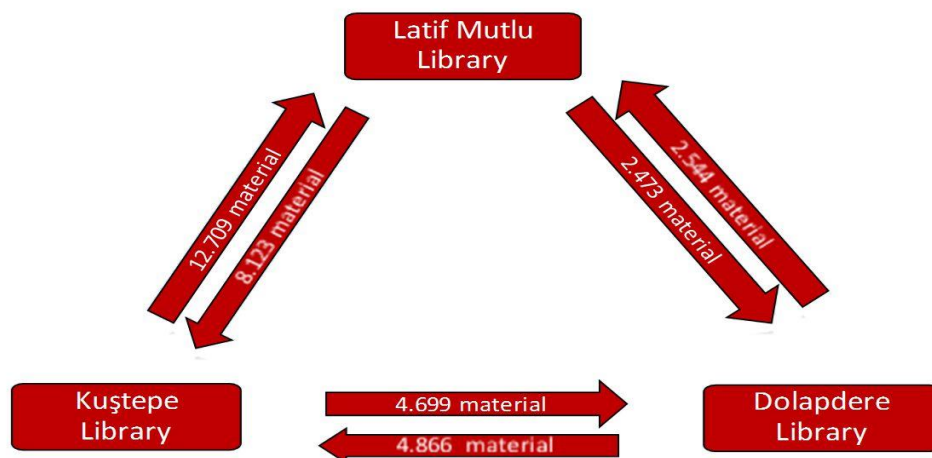 Latif Mutlu
Library
12.709 material
8.123 material
2.473 material
2.544 material
Kuştepe
Library
4.699 material
4.866 material
Dolapdere
Library